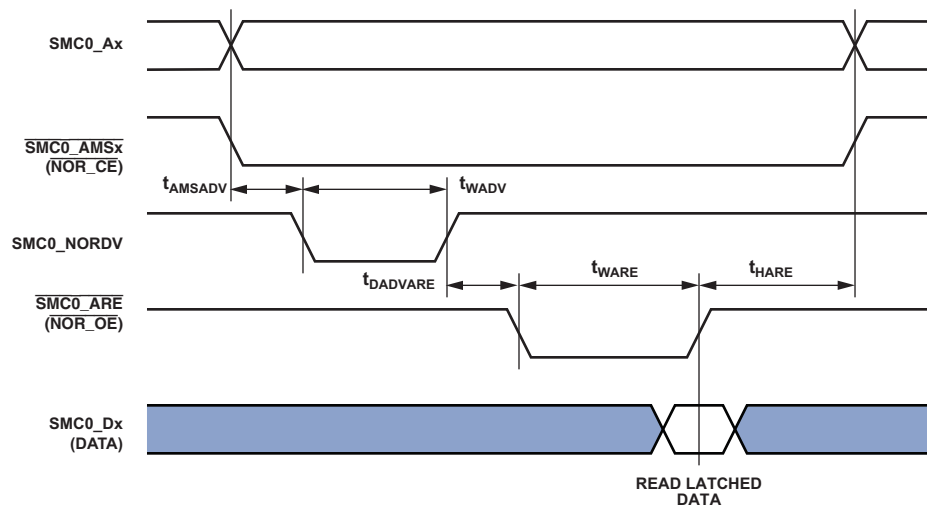 SMC0_Ax
SMC0_AMSx
(NOR_CE)
tAMSADV
tWADV
SMC0_NORDV
tDADVARE
tWARE
tHARE
SMC0_ARE
(NOR_OE)
SMC0_Dx
(DATA)
READ LATCHED
DATA